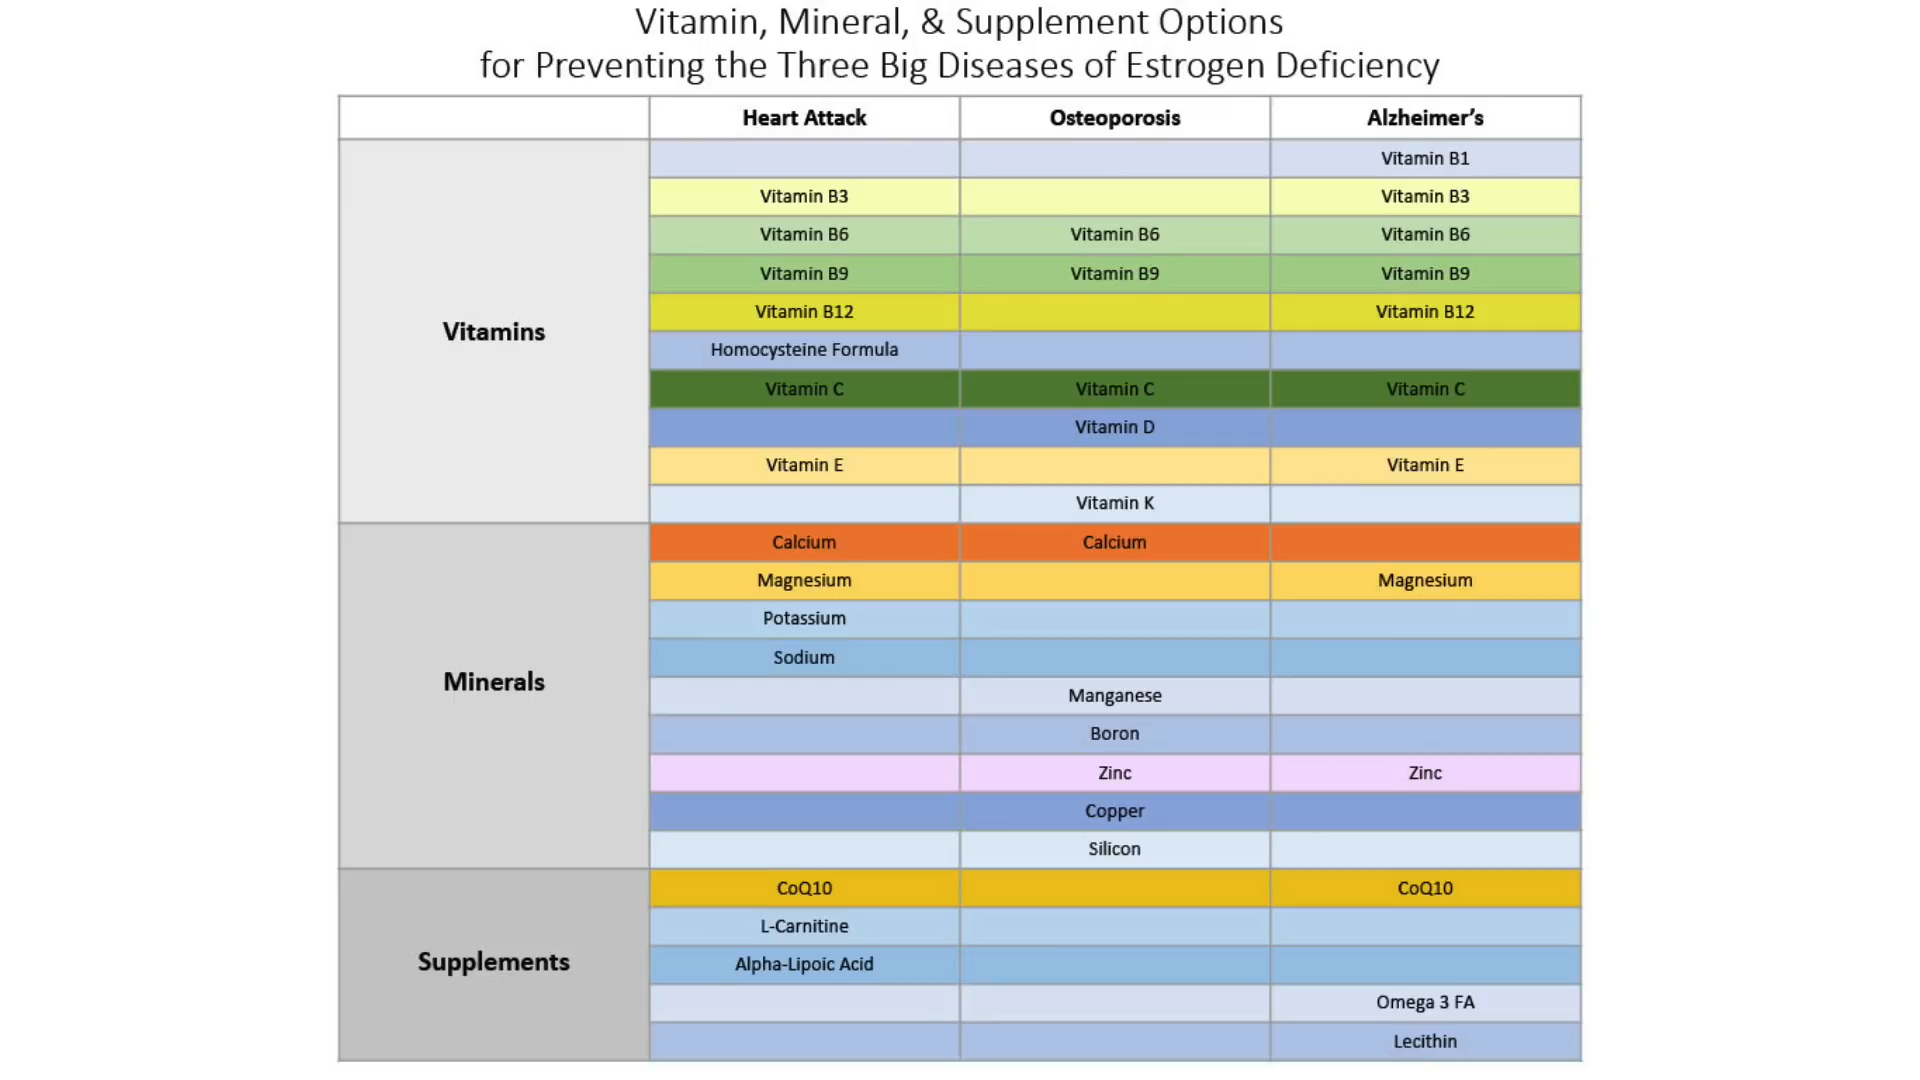 Vitamin, Mineral, & Supplement Options
for Preventing the Three Big Diseases of Estrogen Deficiency
Heart Attack Osteoporosis Alzheimer’s
Vitamins
Vitamin B1
Vitamin B3 Vitamin B3
Vitamin B6 Vitamin B6 Vitamin B6
Vitamin B9 Vitamin B9 Vitamin B9
Vitamin B12 Vitamin B12
Homocysteine Formula
Vitamin C Vitamin C Vitamin C
Vitamin D
Vitamin E Vitamin E
Vitamin K
Minerals
Calcium Calcium
Magnesium Magnesium
Potassium
Sodium
Manganese
Boron
Zinc Zinc
Copper
Silicon
Supplements
CoQ10 CoQ10
L-Carnitine
Alpha-Lipoic Acid
Omega 3 FA
Lecithin